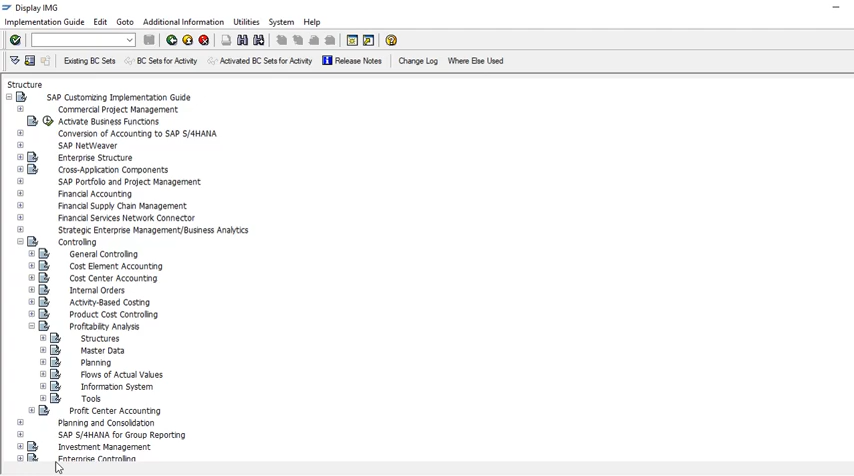 Display IMG
Implementation Guide Edit Goto Additional Information Utilities System Help
Existing BC Sets BC Sets for Activity Activated BC Sets for Activity Release Notes Change Log Where Else Used
Structure
SAP Customizing Implementation Guide
Commercial Project Management
Activate Business Functions
Conversion of Accounting to SAP S/4HANA
SAP NetWeaver
Enterprise Structure
Cross-Application Components
SAP Portfolio and Project Management
Financial Accounting
Financial Supply Chain Management
Financial Services Network Connector
Strategic Enterprise Management/Business Analytics
Controlling
General Controlling
Cost Element Accounting
Cost Center Accounting
Internal Orders
Activity-Based Costing
Product Cost Controlling
Profitability Analysis
Structures
Master Data
Planning
Flows of Actual Values
Information System
Tools
Profit Center Accounting
Planning and Consolidation
SAP S/4HANA for Group Reporting
Investment Management
Enterprise Controlling